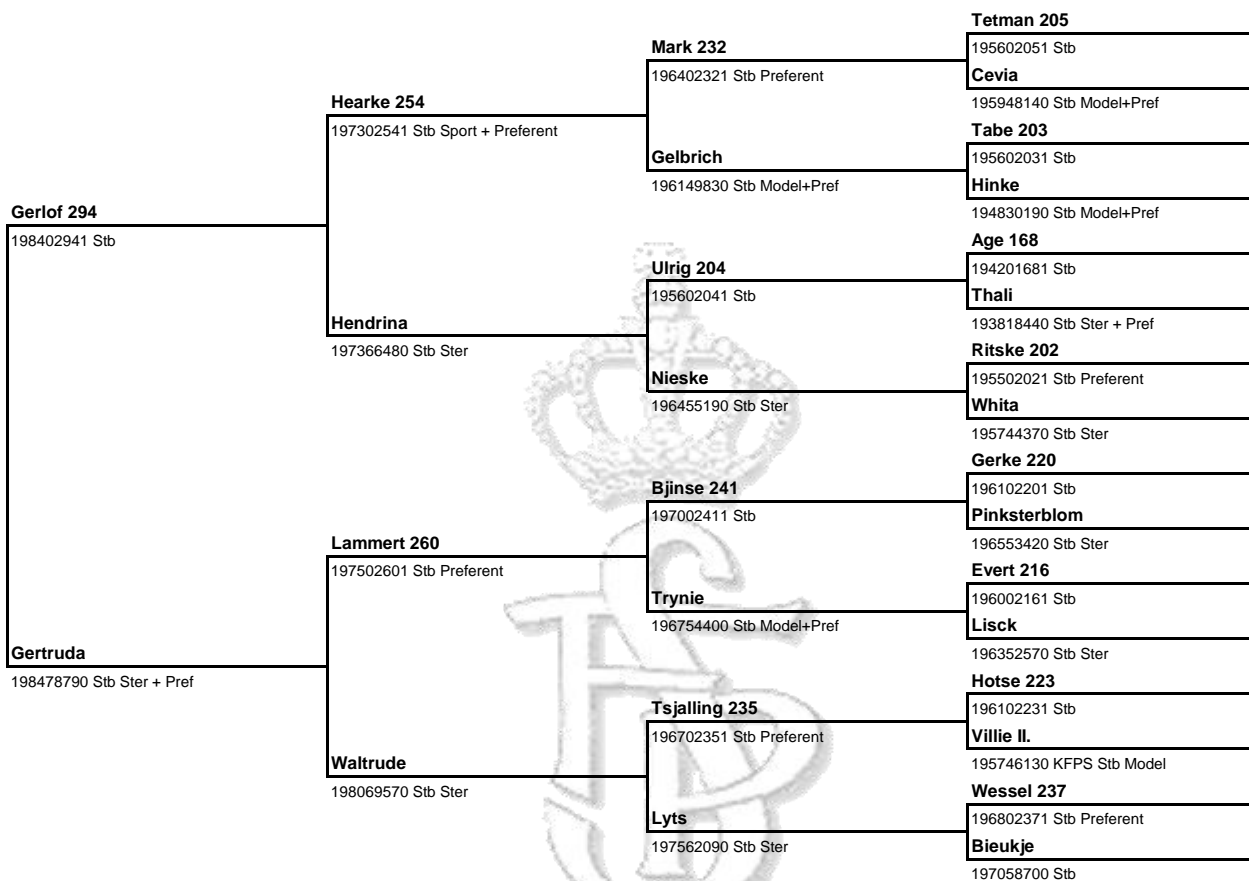 Gerlof 294
198402941 Stb
Gertruda
198478790 Stb Ster + Pref
Hearke 254
197302541 Stb Sport + Preferent
Hendrina
197366480 Stb Ster
Lammert 260
197502601 Stb Preferent
Waltrude
198069570 Stb Ster
Mark 232
196402321 Stb Preferent
Gelbrich
196149830 Stb Model+Pref
Ulrig 204
195602041 Stb
Nieske
196455190 Stb Ster
Bjinse 241
197002411 Stb
Trynie
196754400 Stb Model+Pref
Tsjalling 235
196702351 Stb Preferent
Lyts
197562090 Stb Ster
Tetman 205
195602051 Stb
Cevia
195948140 Stb Model+Pref
Tabe 203
195602031 Stb
Hinke
194830190 Stb Model+Pref
Age 168
194201681 Stb
Thali
193818440 Stb Ster + Pref
Ritske 202
195502021 Stb Preferent
Whita
195744370 Stb Ster
Gerke 220
196102201 Stb
Pinksterblom
196553420 Stb Ster
Evert 216
196002161 Stb
Lisck
196352570 Stb Ster
Hotse 223
196102231 Stb
Villie II.
195746130 KFPS Stb Model
Wessel 237
196802371 Stb Preferent
Bieukje
197058700 Stb